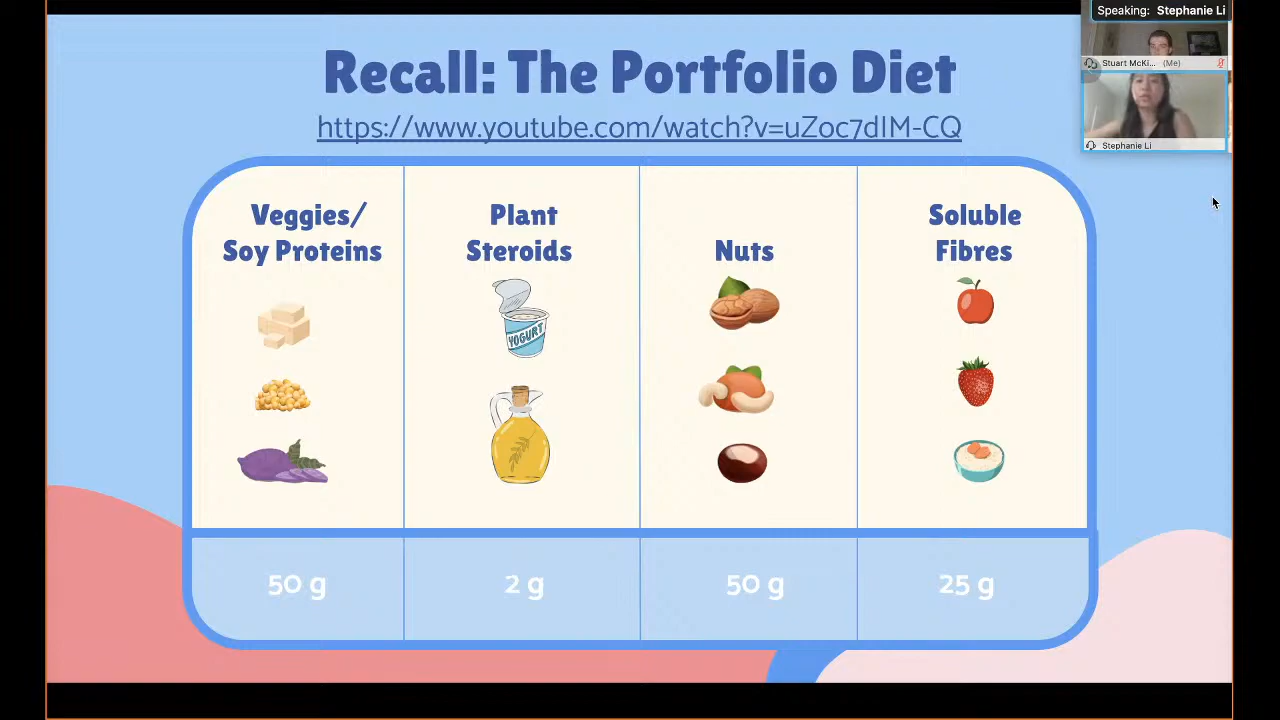 Speaking: Stephanie Li
Stuart McKi... (Me)
Stephanie Li
Recall: The Portfolio Diet
https://www.youtube.com/watch?v=uZoc7dIM-CQ
Veggies/
Soy Proteins
Plant
Steroids
Nuts
Soluble
Fibres
YOGURT
50 g
2 g
50 g
25 g